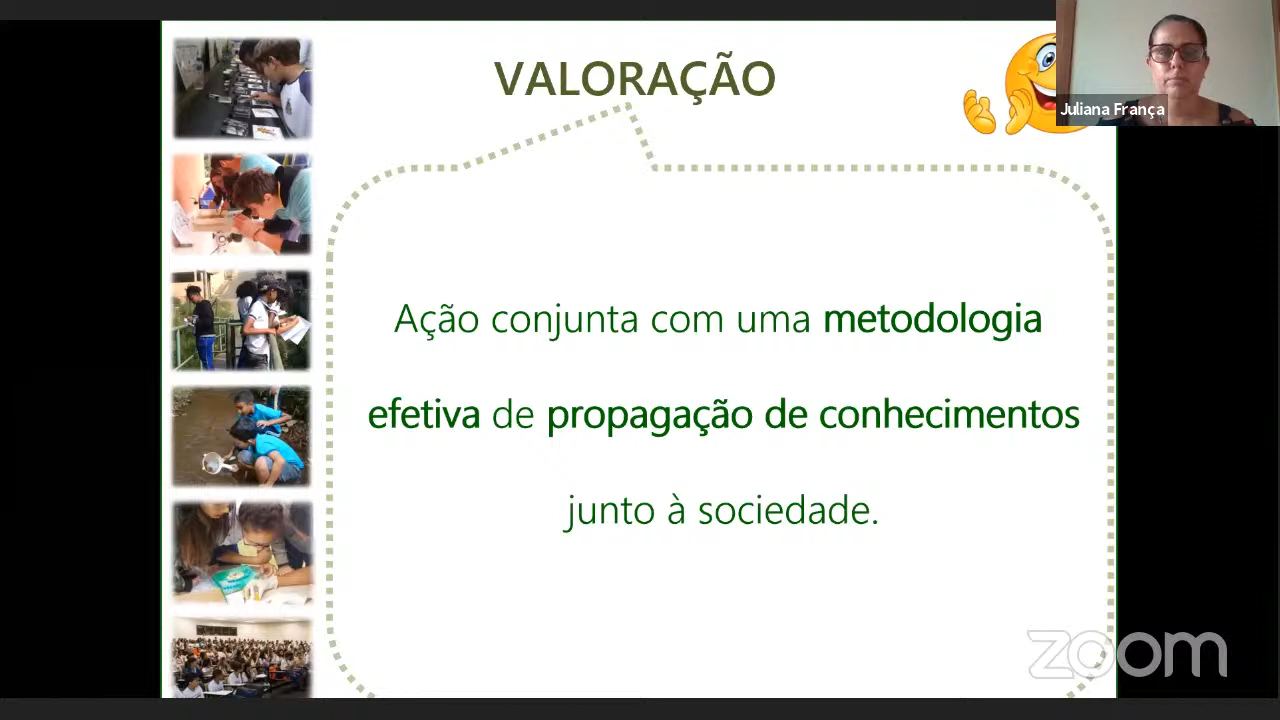 VALORAÇÃO
Juliana França
Ação conjunta com uma metodologia
efetiva de propagação de conhecimentos
junto à sociedade.
zoom